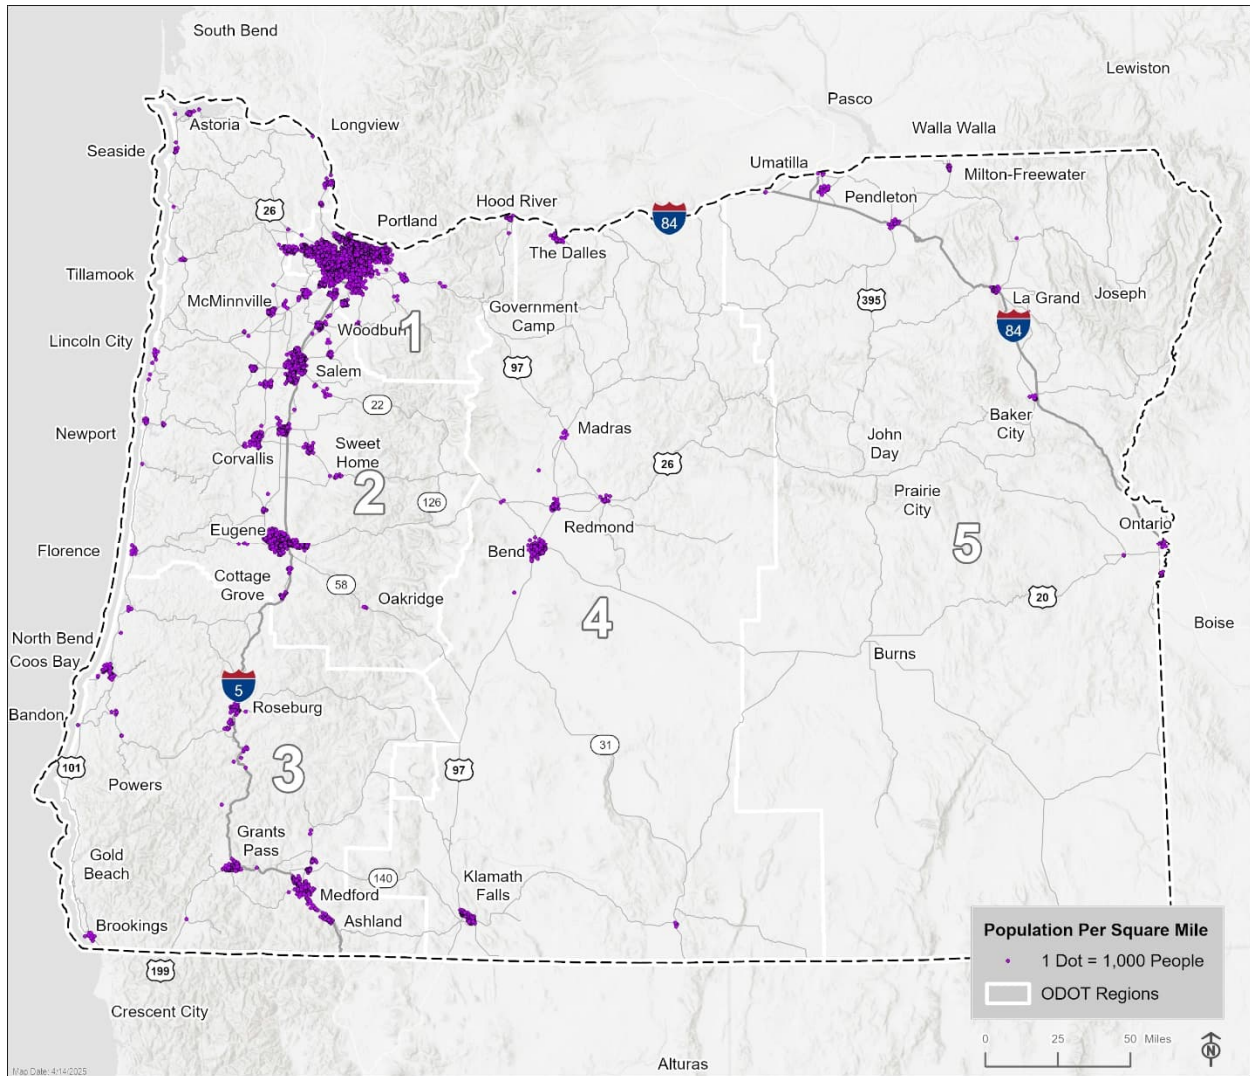 South Bend
Lewiston
Pasco
Longview
Astoria
Walla Walla
Seaside
Umatilla
Milton-Freewater
Pendleton
Hood River
26
Portland
84
The Dalles
Tillamook
McMinnville
Government
Camp
395
La Grand
Joseph
Woodburn
1
84
Lincoln City
Salem
97
22
Newport
Madras
Baker
City
Corvallis
Sweet
Home
John
Day
26
2
126
Prairie
City
Redmond
Ontario
Eugene
Florence
Bend
5
Cottage
Grove
58
Oakridge
4
20
Boise
North Bend
Coos Bay
Burns
5
Bandon
Roseburg
31
3
101
97
Powers
Grants
Pass
Gold
Beach
140
Klamath
Falls
Medford
Ashland
Brookings
199
Crescent City
Alturas
Population Per Square Mile
1 Dot = 1,000 People
ODOT Regions
0 25 50 Miles
N
Map Date: 4/14/2025